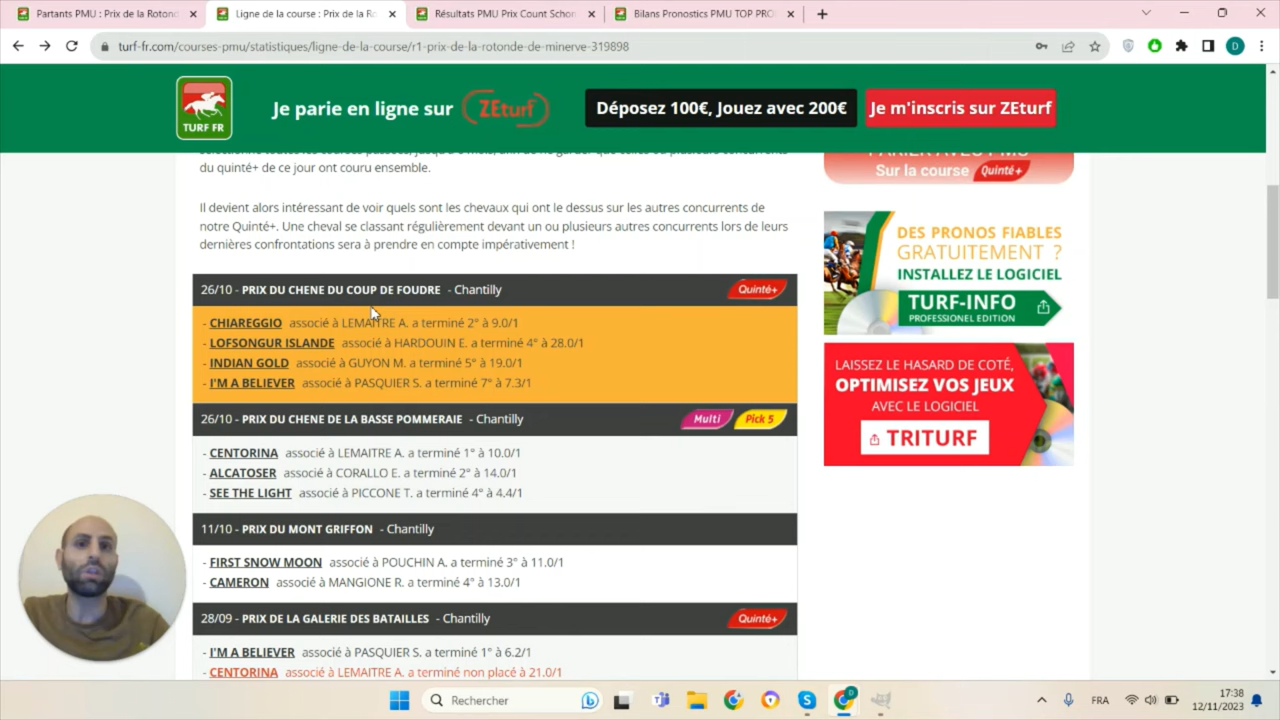 Partants PMU : Prix de la Rotond
Ligne de la course : Prix de la Ro
Résultats PMU Prix Count Schom
Bilans Pronostics PMU TOP PRO
turf-fr.com/courses-pmu/statistiques/ligne-de-la-course/r1-prix-de-la-rotonde-de-minerve-319898
D
TURF FR
Je parie en ligne sur ZEturf
Déposez 100€, Jouez avec 200€
Je m'inscris sur ZEturf
du quinté+ de ce jour ont couru ensemble.
Il devient alors intéressant de voir quels sont les chevaux qui ont le dessus sur les autres concurrents de
notre Quinté+. Une cheval se classant régulièrement devant un ou plusieurs autres concurrents lors de leurs
dernières confrontations sera à prendre en compte impérativement !
26/10 - PRIX DU CHENE DU COUP DE FOUDRE - Chantilly Quinté+
- CHIAREGGIO associé à LEMAITRE A. a terminé 2° à 9.0/1
- LOFSONGUR ISLANDE associé à HARDOUIN E. a terminé 4° à 28.0/1
- INDIAN GOLD associé à GUYON M. a terminé 5° à 19.0/1
- I'M A BELIEVER associé à PASQUIER S. a terminé 7° à 7.3/1
26/10 - PRIX DU CHENE DE LA BASSE POMMERAIE - Chantilly Multi Pick 5
- CENTORINA associé à LEMAITRE A. a terminé 1° à 10.0/1
- ALCATOSER associé à CORALLO E. a terminé 2° à 14.0/1
- SEE THE LIGHT associé à PICCONE T. a terminé 4° à 4.4/1
11/10 - PRIX DU MONT GRIFFON - Chantilly
- FIRST SNOW MOON associé à POUCHIN A. a terminé 3° à 11.0/1
- CAMERON associé à MANGIONE R. a terminé 4° à 13.0/1
28/09 - PRIX DE LA GALERIE DES BATAILLES - Chantilly Quinté+
- I'M A BELIEVER associé à PASQUIER S. a terminé 1° à 6.2/1
- CENTORINA associé à LEMAITRE A. a terminé non placé à 21.0/1
PARIER AVEC PMU
Sur la course Quinté+
DES PRONOS FIABLES
GRATUITEMENT ?
INSTALLEZ LE LOGICIEL
TURF-INFO
PROFESSIONEL EDITION
LAISSEZ LE HASARD DE COTÉ,
OPTIMISEZ VOS JEUX
AVEC LE LOGICIEL
TRITURF
Rechercher
FRA
17:38
12/11/2023